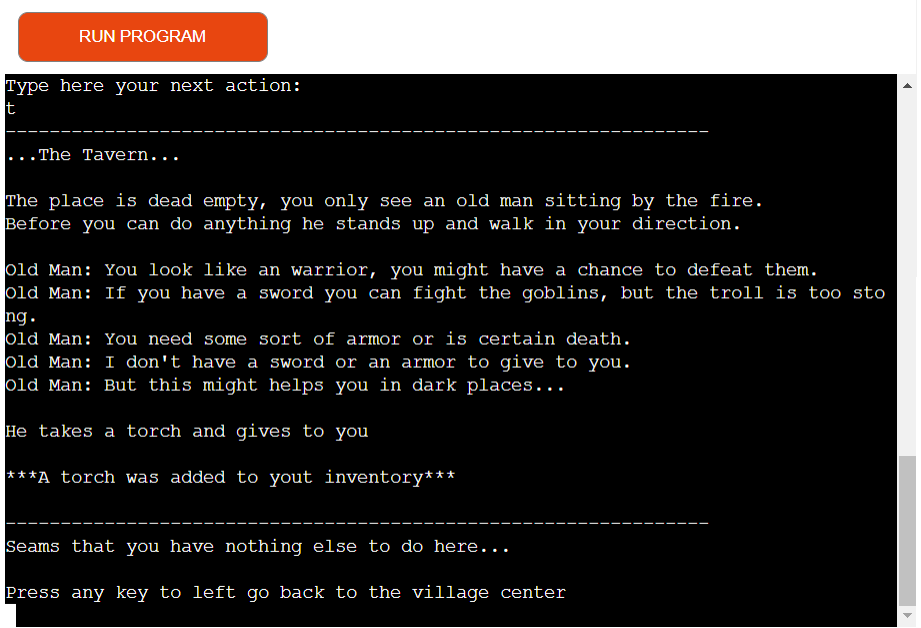 RUN PROGRAM
Type here your next action:
t
----------------------------------------------------------------
...The Tavern...
The place is dead empty, you only see an old man sitting by the fire.
Before you can do anything he stands up and walk in your direction.
Old Man: You look like an warrior, you might have a chance to defeat them.
Old Man: If you have a sword you can fight the goblins, but the troll is too sto
ng.
Old Man: You need some sort of armor or is certain death.
Old Man: I don't have a sword or an armor to give to you.
Old Man: But this might helps you in dark places...
He takes a torch and gives to you
***A torch was added to yout inventory***
----------------------------------------------------------------
Seams that you have nothing else to do here...
Press any key to left go back to the village center